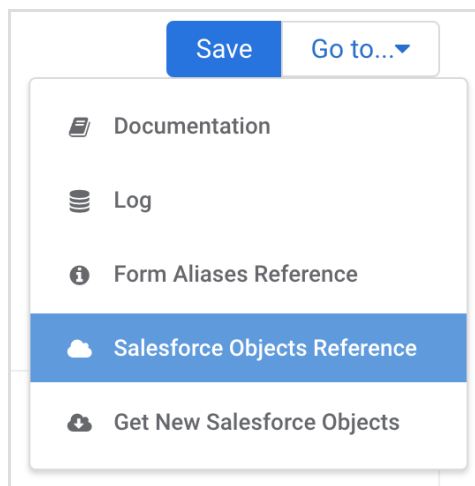 Save
Go to...
Documentation
Log
Form Aliases Reference
Salesforce Objects Reference
Get New Salesforce Objects